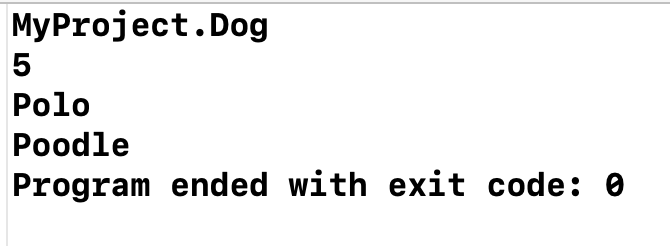 MyProject.Dog
5
Polo
Poodle
Program ended with exit code: 0